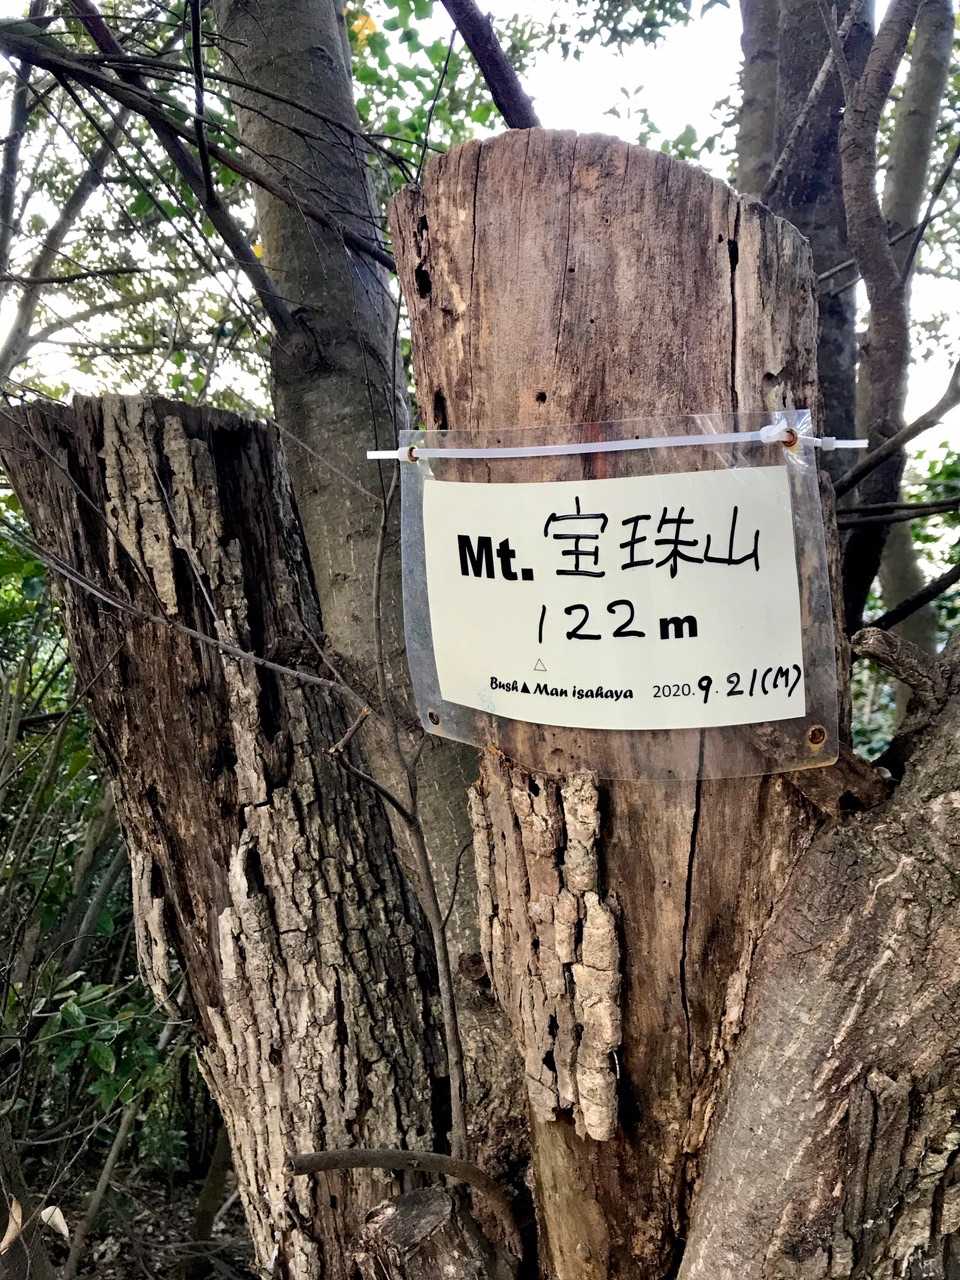 Mt. 宝珠山
122 m
△
Bush▲Man isahaya 2020.9.21(M)